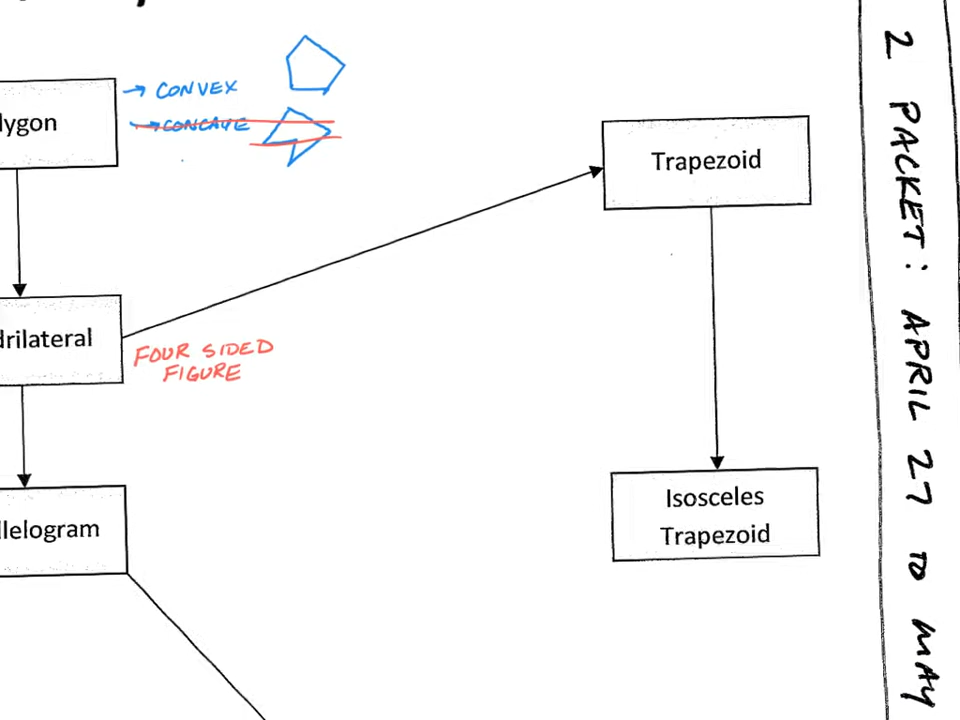 lygon
→ CONVEX
→ CONCAVE
Trapezoid
drilateral
FOUR SIDED
FIGURE
llelogram
Isosceles
Trapezoid
2 PACKET: APRIL 27 TO MAY